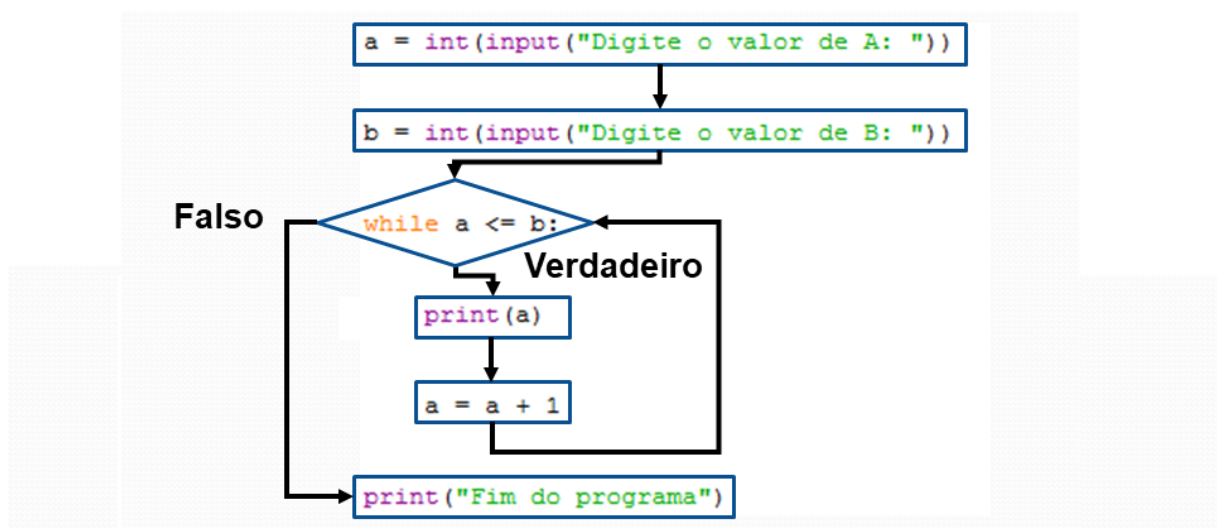 a = int(input("Digite o valor de A: "))
b = int(input("Digite o valor de B: "))
Falso
while a <= b:
Verdadeiro
print(a)
a = a + 1
print("Fim do programa")